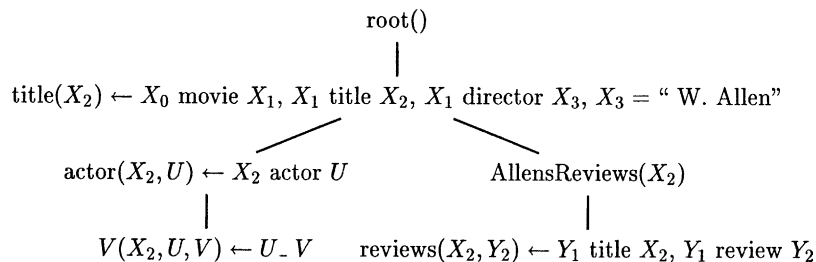 root()
title(X₂) ← X₀ movie X₁, X₁ title X₂, X₁ director X₃, X₃ = “ W. Allen”
actor(X₂, U) ← X₂ actor U AllensReviews(X₂)
V(X₂, U, V) ← U _ V reviews(X₂, Y₂) ← Y₁ title X₂, Y₁ review Y₂